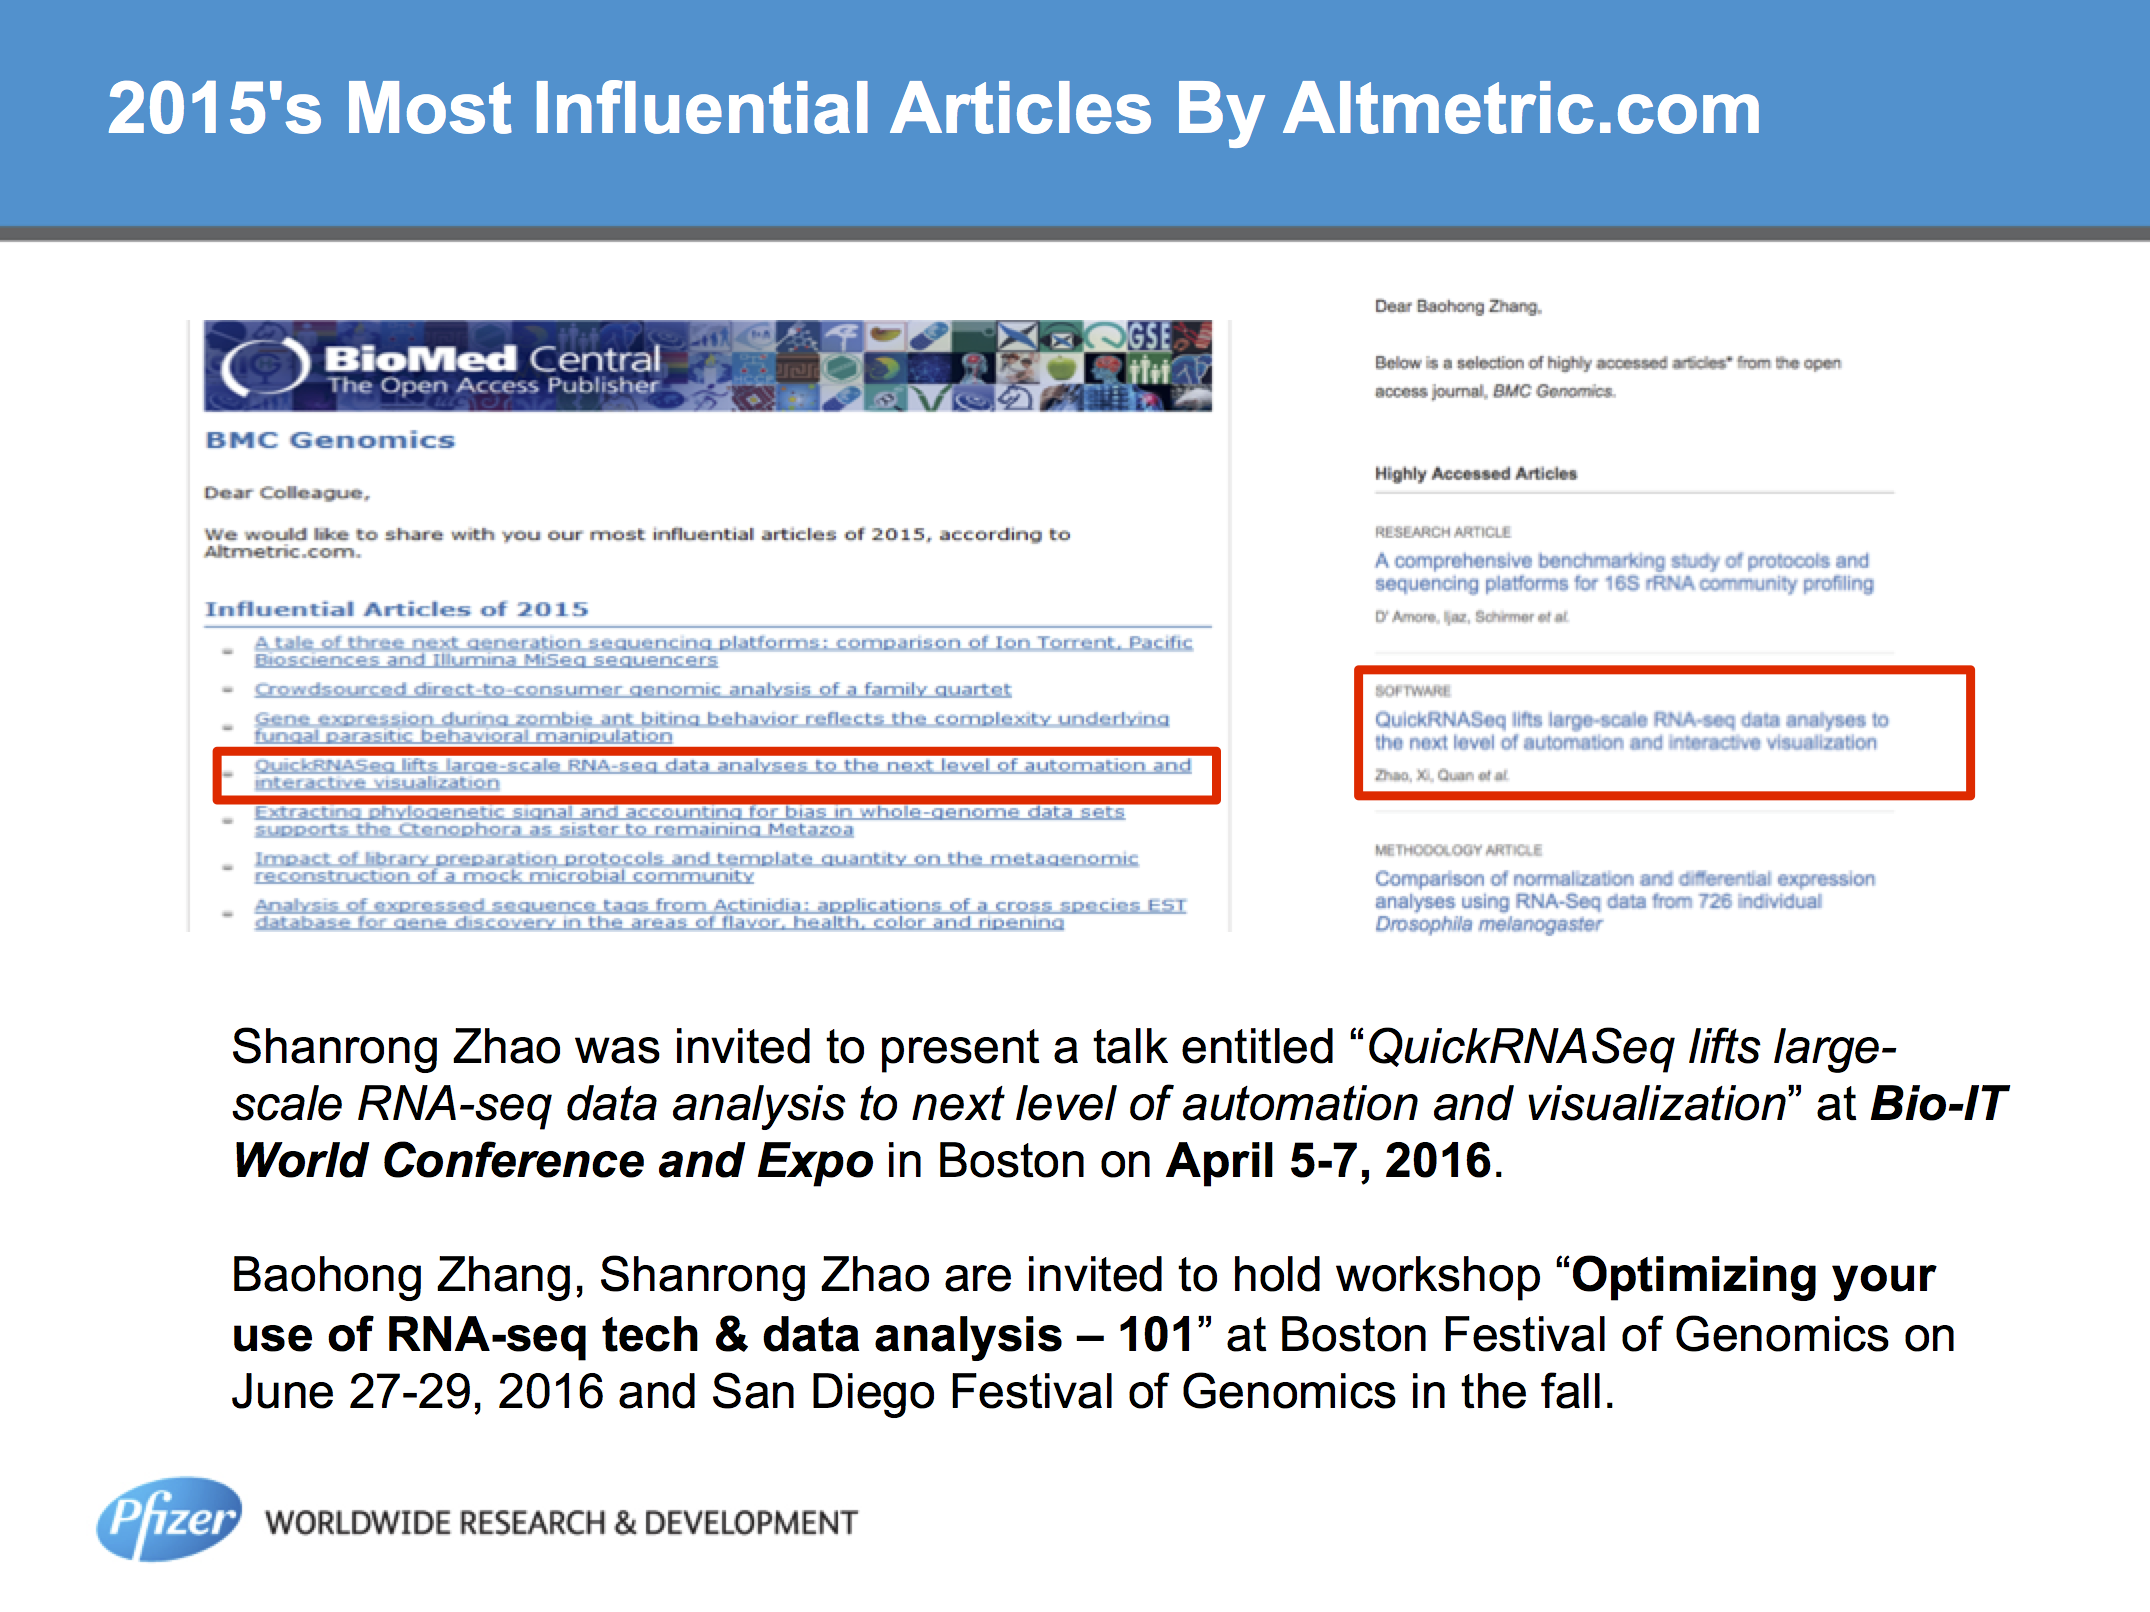 2015's Most Influential Articles By Altmetric.com
BioMed Central
The Open Access Publisher
GSE
BMC Genomics
Dear Colleague,
We would like to share with you our most influential articles of 2015, according to
Altmetric.com.
Influential Articles of 2015
A tale of three next generation sequencing platforms: comparison of Ion Torrent, Pacific
Biosciences and Illumina MiSeq sequencers
Crowdsourced direct-to-consumer genomic analysis of a family quartet
Gene expression during zombie ant biting behavior reflects the complexity underlying
fungal parasitic behavioral manipulation
QuickRNASeq lifts large-scale RNA-seq data analyses to the next level of automation and
interactive visualization
Extracting phylogenetic signal and accounting for bias in whole-genome data sets
supports the Ctenophora as sister to remaining Metazoa
Impact of library preparation protocols and template quantity on the metagenomic
reconstruction of a mock microbial community
Analysis of expressed sequence tags from Actinidia: applications of a cross species EST
database for gene discovery in the areas of flavor, health, color and ripening
Dear Baohong Zhang,
Below is a selection of highly accessed articles* from the open
access journal, BMC Genomics.
Highly Accessed Articles
RESEARCH ARTICLE
A comprehensive benchmarking study of protocols and
sequencing platforms for 16S rRNA community profiling
D' Amore, Ijaz, Schirmer et al.
SOFTWARE
QuickRNASeq lifts large-scale RNA-seq data analyses to
the next level of automation and interactive visualization
Zhao, Xi, Quan et al.
METHODOLOGY ARTICLE
Comparison of normalization and differential expression
analyses using RNA-Seq data from 726 individual
Drosophila melanogaster
Shanrong Zhao was invited to present a talk entitled “QuickRNASeq lifts large-
scale RNA-seq data analysis to next level of automation and visualization” at Bio-IT
World Conference and Expo in Boston on April 5-7, 2016.
Baohong Zhang, Shanrong Zhao are invited to hold workshop “Optimizing your
use of RNA-seq tech & data analysis – 101” at Boston Festival of Genomics on
June 27-29, 2016 and San Diego Festival of Genomics in the fall.
Pfizer WORLDWIDE RESEARCH & DEVELOPMENT